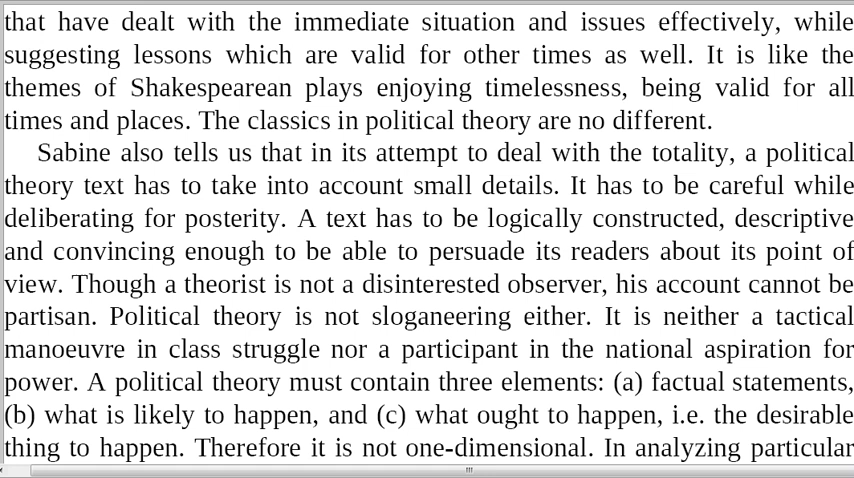 that have dealt with the immediate situation and issues effectively, while
suggesting lessons which are valid for other times as well. It is like the
themes of Shakespearean plays enjoying timelessness, being valid for all
times and places. The classics in political theory are no different.
Sabine also tells us that in its attempt to deal with the totality, a political
theory text has to take into account small details. It has to be careful while
deliberating for posterity. A text has to be logically constructed, descriptive
and convincing enough to be able to persuade its readers about its point of
view. Though a theorist is not a disinterested observer, his account cannot be
partisan. Political theory is not sloganeering either. It is neither a tactical
manoeuvre in class struggle nor a participant in the national aspiration for
power. A political theory must contain three elements: (a) factual statements,
(b) what is likely to happen, and (c) what ought to happen, i.e. the desirable
thing to happen. Therefore it is not one-dimensional. In analyzing particular